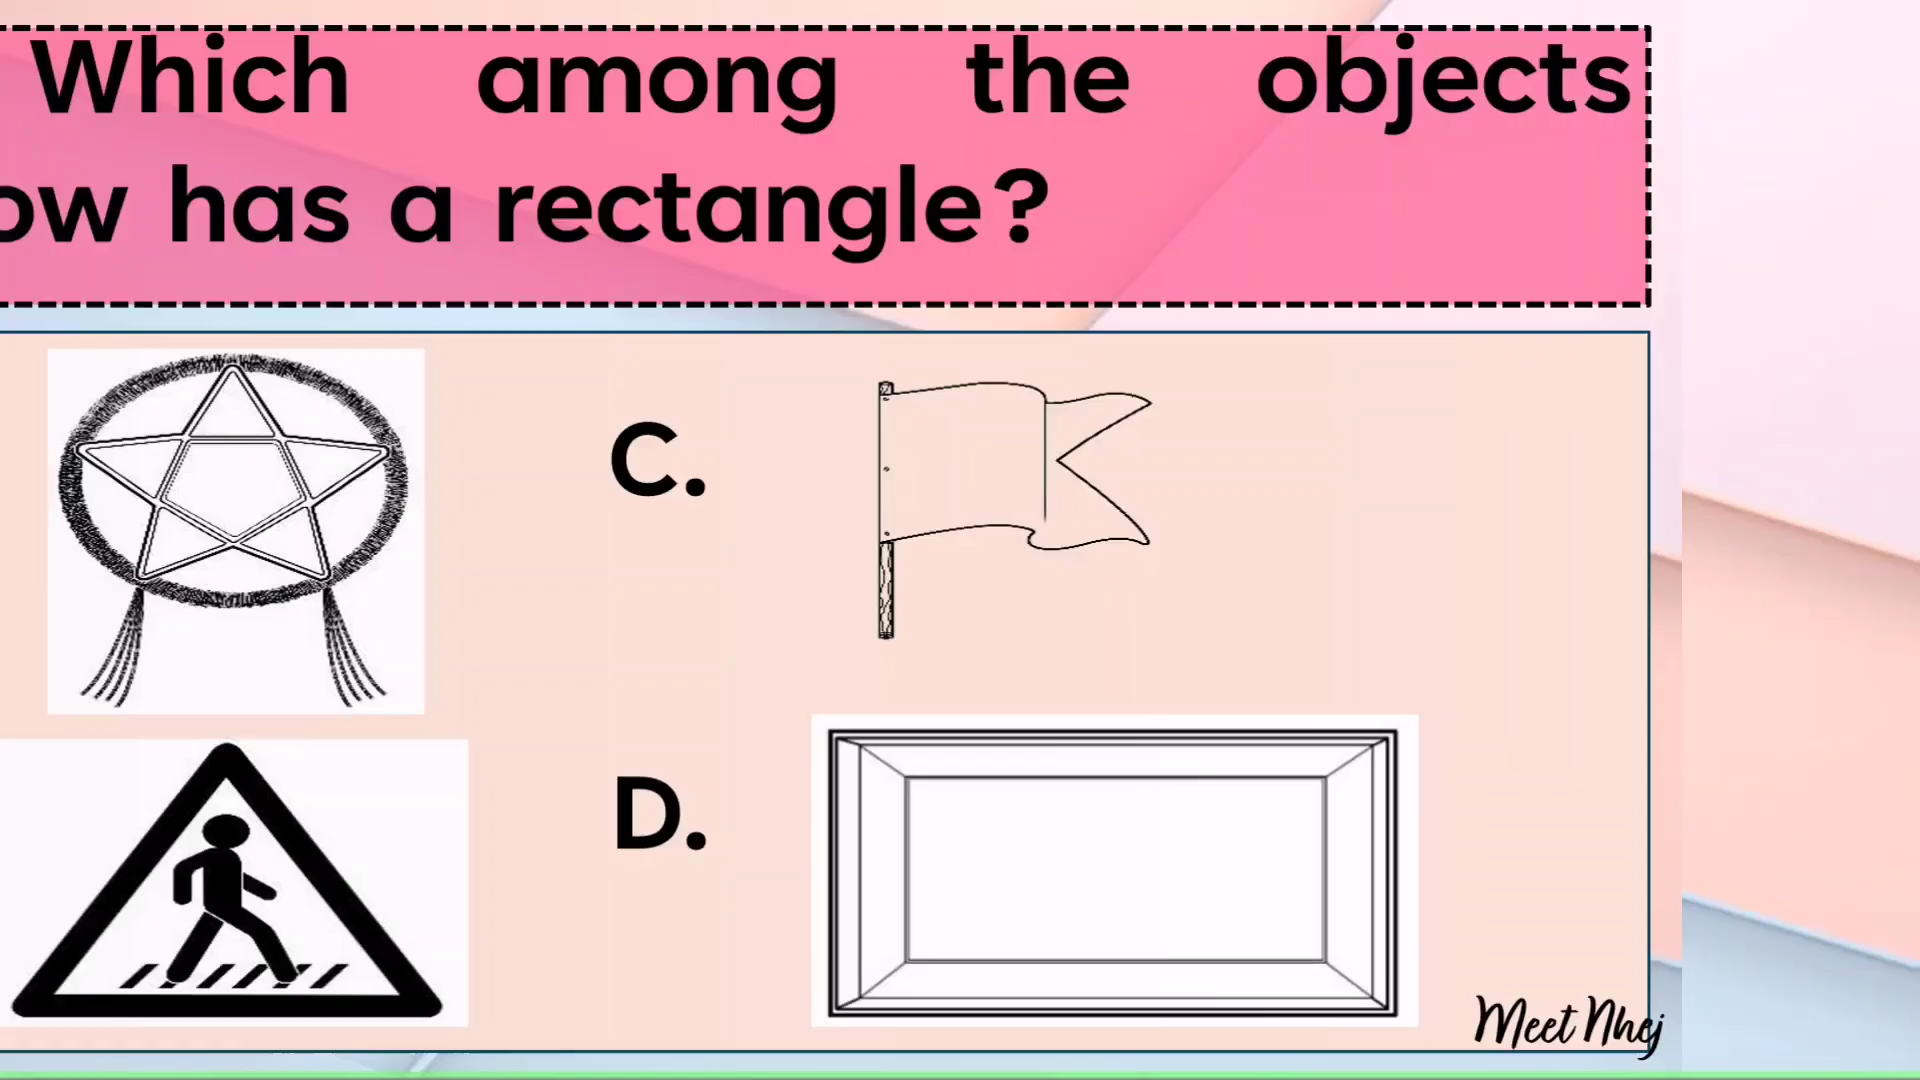 Which among the objects
ow has a rectangle?
C.
D.
Meet Nhej